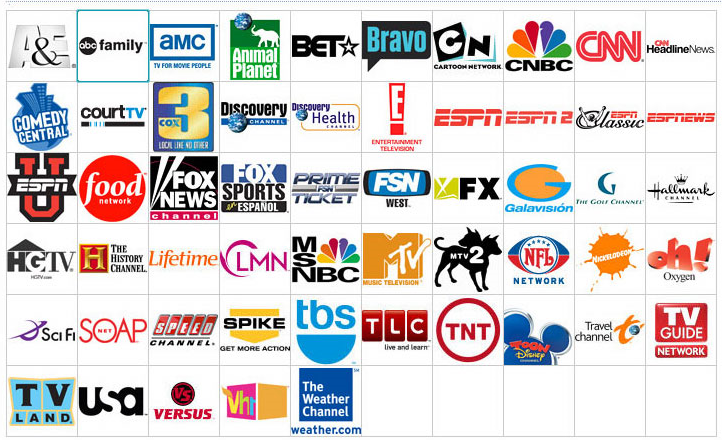 A&E
abc family
aMC
TV FOR MOVIE PEOPLE
Animal
Planet
BET
Bravo
CN
CARTOON NETWORK
CNBC
CNN
CNN
HeadlineNews.
COMEDY
CENTRAL
COURT TV
COX
3
LOCAL LIKE NO OTHER
Discovery
CHANNEL
Discovery
Health
CHANNEL
E!
ENTERTAINMENT
TELEVISION
ESPN
ESPN 2
ESPN
Classic
ESPNEWS
ESPN
U
food
network
FOX
NEWS
channel
FOX
SPORTS
en
ESPAÑOL
PRIME
FSN
TICKET
FSN
WEST
FX
G
Galavisión
G
THE GOLF CHANNEL
Hallmark
CHANNEL
HGTV
HGTV.com
H
THE
HISTORY
CHANNEL.
Lifetime
LMN
MS
NBC
MTV
MUSIC TELEVISION
MTV
2
NFL
NETWORK
NICKELODEON
oh!
Oxygen
SCI FI
SOAP
NET
SPEED
CHANNEL
SPIKE
GET MORE ACTION
tbs
TLC
live and learn
TNT
TOON
Disney
Travel
channel
TV
GUIDE
NETWORK
TV
LAND
usa
VS
VERSUS
Vh1
The
Weather
Channel
weather.com